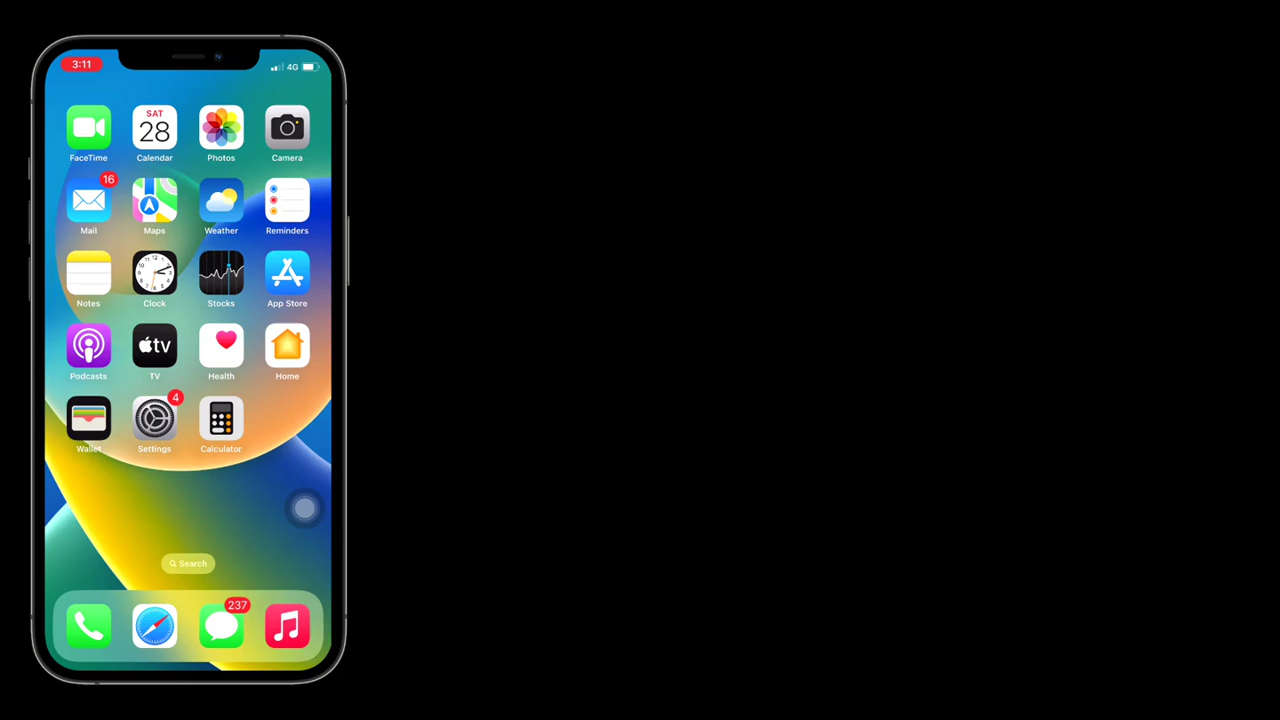 3:11
4G
SAT
28
FaceTime
Calendar
Photos
Camera
16
Mail
Maps
Weather
Reminders
Notes
Clock
Stocks
App Store
tv
Podcasts
TV
Health
Home
4
Wallet
Settings
Calculator
Search
237